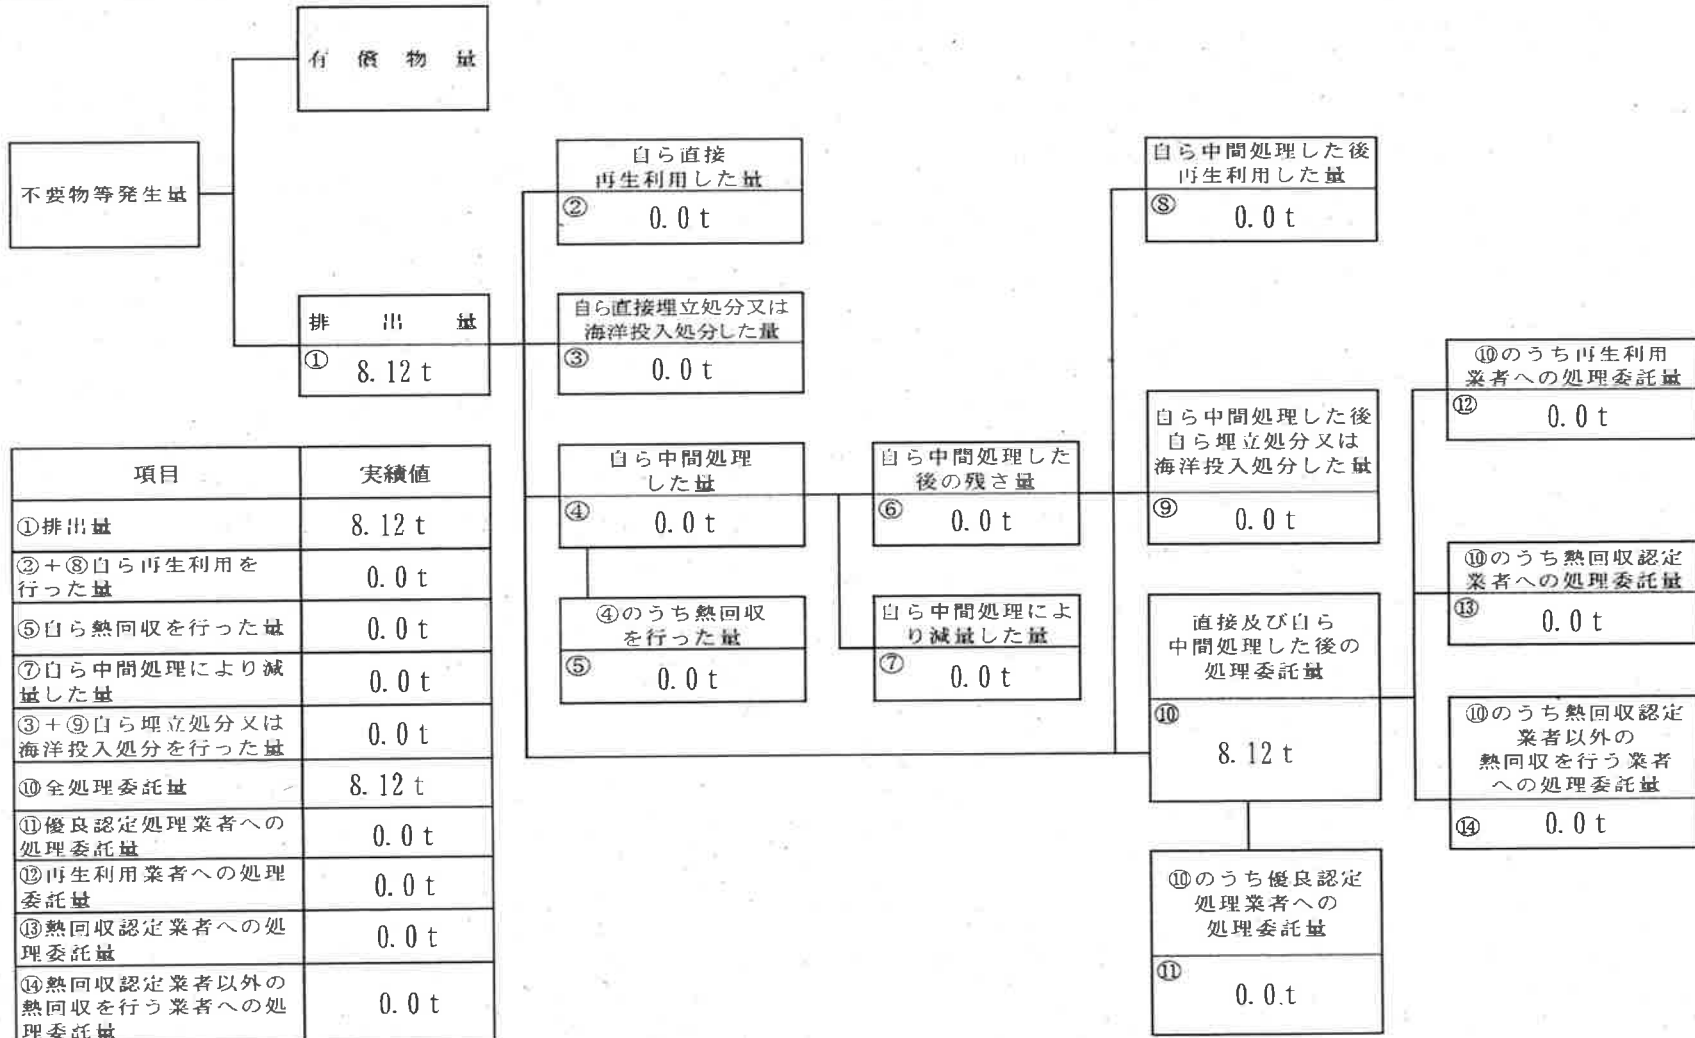 有償物量
不要物等発生量
排出量
① 8.12 t
自ら直接
再生利用した量
② 0.0 t
自ら直接埋立処分又は
海洋投入処分した量
③ 0.0 t
自ら中間処理
した量
④ 0.0 t
④のうち熱回収
を行った量
⑤ 0.0 t
自ら中間処理した
後の残さ量
⑥ 0.0 t
自ら中間処理によ
り減量した量
⑦ 0.0 t
自ら中間処理した後
再生利用した量
⑧ 0.0 t
自ら中間処理した後
自ら埋立処分又は
海洋投入処分した量
⑨ 0.0 t
直接及び自ら
中間処理した後の
処理委託量
⑩
8.12 t
⑩のうち優良認定
処理業者への
処理委託量
⑪
0.0.t
⑩のうち再生利用
業者への処理委託量
⑫ 0.0 t
⑩のうち熱回収認定
業者への処理委託量
⑬ 0.0 t
⑩のうち熱回収認定
業者以外の
熱回収を行う業者
への処理委託量
⑭ 0.0 t
項目 実績値
①排出量 8.12 t
②+⑧自ら再生利用を
行った量 0.0 t
⑤自ら熱回収を行った量 0.0 t
⑦自ら中間処理により減
量した量 0.0 t
③+⑨自ら埋立処分又は
海洋投入処分を行った量 0.0 t
⑩全処理委託量 8.12 t
⑪優良認定処理業者への
処理委託量 0.0 t
⑫再生利用業者への処理
委託量 0.0 t
⑬熱回収認定業者への処
理委託量 0.0 t
⑭熱回収認定業者以外の
熱回収を行う業者への処
理委託量 0.0 t